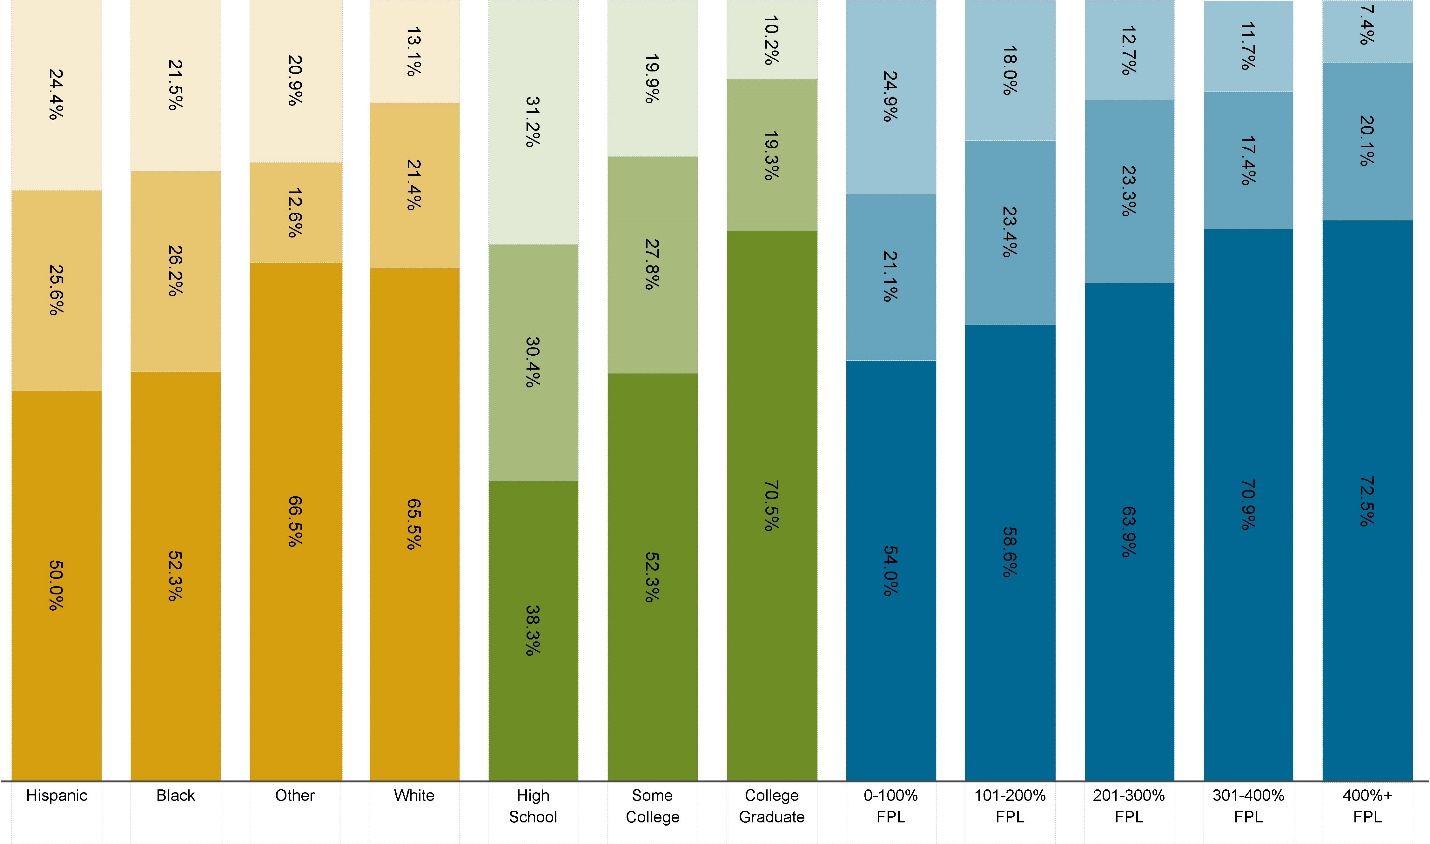 24.4%
25.6%
50.0%
21.5%
26.2%
52.3%
20.9%
12.6%
66.5%
13.1%
21.4%
65.5%
31.2%
30.4%
38.3%
19.9%
27.8%
52.3%
10.2%
19.3%
70.5%
24.9%
21.1%
54.0%
18.0%
23.4%
58.6%
12.7%
23.3%
63.9%
11.7%
17.4%
70.9%
7.4%
20.1%
72.5%
Hispanic
Black
Other
White
High
School
Some
College
College
Graduate
0-100%
FPL
101-200%
FPL
201-300%
FPL
301-400%
FPL
400%+
FPL